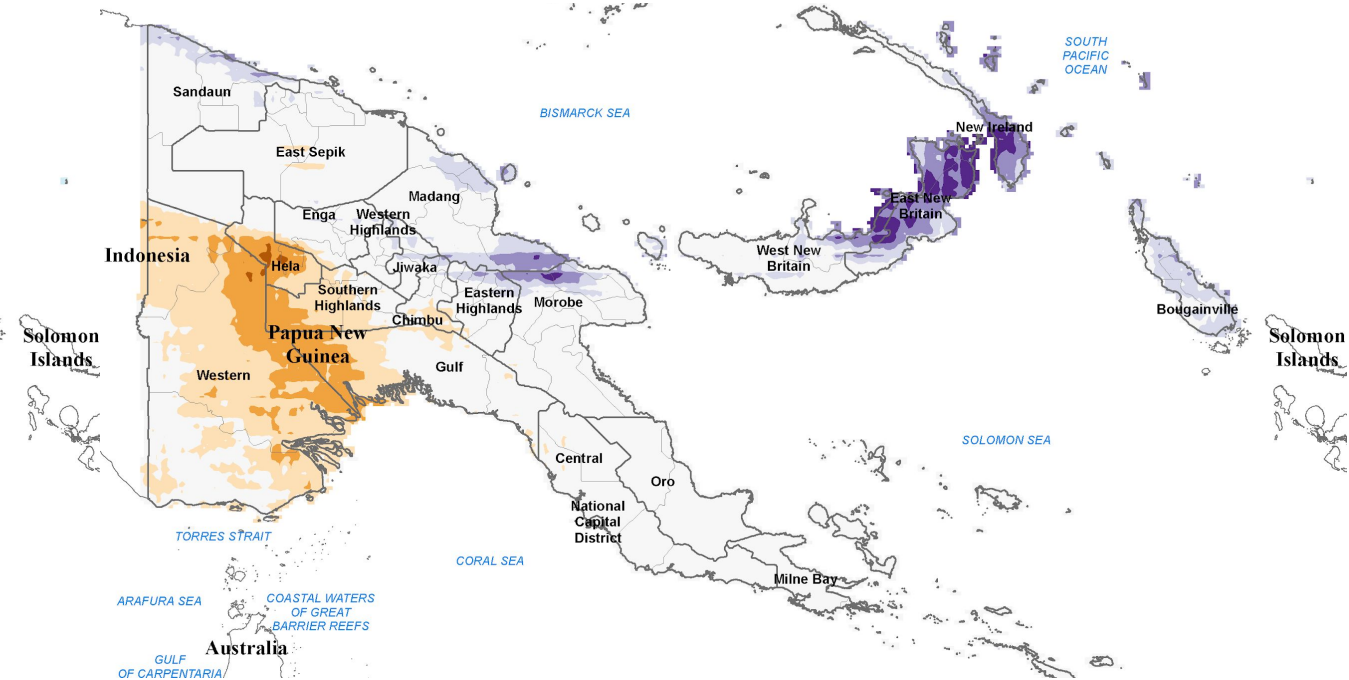 SOUTH
PACIFIC
OCEAN
Sandaun
BISMARCK SEA
New Ireland
East Sepik
Madang
East New
Britain
Enga
Western
Highlands
Indonesia
Hela
Jiwaka
West New
Britain
Southern
Highlands
Eastern
Highlands
Morobe
Bougainville
Chimbu
Solomon
Islands
Papua New
Guinea
Solomon
Islands
Western
Gulf
SOLOMON SEA
Central
Oro
National
Capital
District
TORRES STRAIT
CORAL SEA
Milne Bay
ARAFURA SEA
COASTAL WATERS
OF GREAT
BARRIER REEFS
Australia
GULF
OF CARPENTARIA